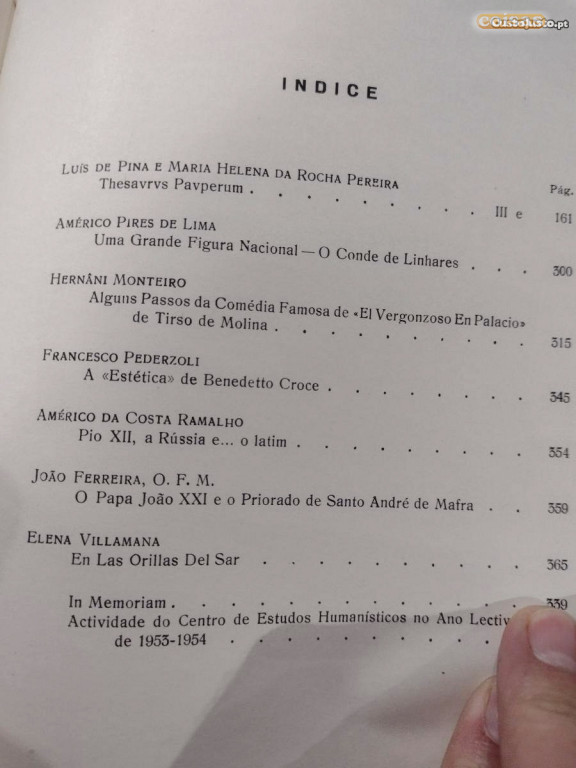 coisas
CustoJusto.pt
INDICE
LUÍS DE PINA E MARIA HELENA DA ROCHA PEREIRA
Pág.
Thesavrvs Pavperum . . . . . . . . III e 161
AMÉRICO PIRES DE LIMA
Uma Grande Figura Nacional — O Conde de Linhares . . . 300
HERNÂNI MONTEIRO
Alguns Passos da Comédia Famosa de «El Vergonzoso En Palacio»
de Tirso de Molina . . . . . . . . . 315
FRANCESCO PEDERZOLI
A «Estética» de Benedetto Croce . . . . . . . 345
AMÉRICO DA COSTA RAMALHO
Pio XII, a Rússia e... o latim . . . . . . . . 354
JOÃO FERREIRA, O. F. M.
O Papa João XXI e o Priorado de Santo André de Mafra . . 359
ELENA VILLAMANA
En Las Orillas Del Sar . . . . . . . . . 365
In Memoriam . . . . . . . . . . . . 339
Actividade do Centro de Estudos Humanísticos no Ano Lectiv
de 1953-1954 . . . . . . . . .